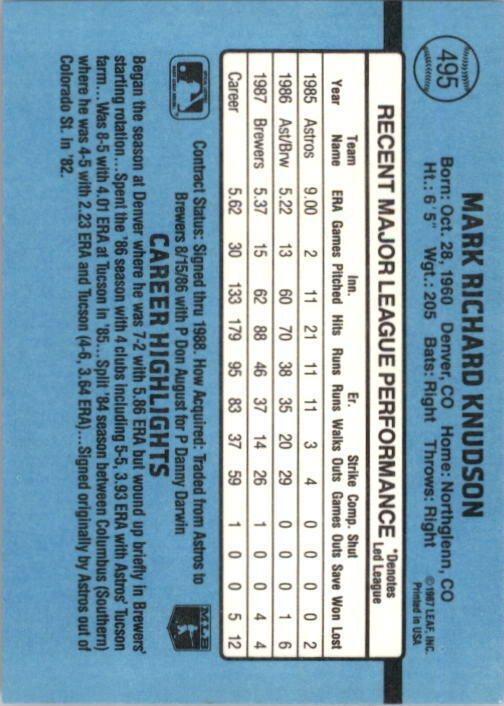 495
MARK RICHARD KNUDSON
Born: Oct. 28, 1960 Denver, CO Home: Northglenn, CO
Ht.: 6' 5" Wgt.: 205 Bats: Right Throws: Right
©1987 LEAF, INC.
Printed in USA
RECENT MAJOR LEAGUE PERFORMANCE *Denotes
Led League
Team Inn. Er. Strike Comp. Shut
Year Name ERA Games Pitched Hits Runs Runs Walks Outs Games Outs Save Won Lost
1985 Astros 9.00 2 11 21 11 11 3 4 0 0 0 0 2
1986 Ast/Brw 5.22 13 60 70 38 35 20 29 0 0 0 1 6
1987 Brewers 5.37 15 62 88 46 37 14 26 1 0 0 4 4
Career 5.62 30 133 179 95 83 37 59 1 0 0 5 12
Contract Status: Signed thru 1988. How Acquired: Traded from Astros to
Brewers 8/15/86 with P Don August for P Danny Darwin
MLB
CAREER HIGHLIGHTS
Began the season at Denver where he was 7-2 with 5.86 ERA but wound up briefly in Brewers'
starting rotation...Spent the '86 season with 4 clubs including 5-5, 3.93 ERA with Astros' Tucson
farm...Was 8-5 with 4.01 ERA at Tucson in '85...Split '84 season between Columbus (Southern)
where he was 4-5 with 2.23 ERA and Tucson (4-6, 3.64 ERA)...Signed originally by Astros out of
Colorado St. in '82.